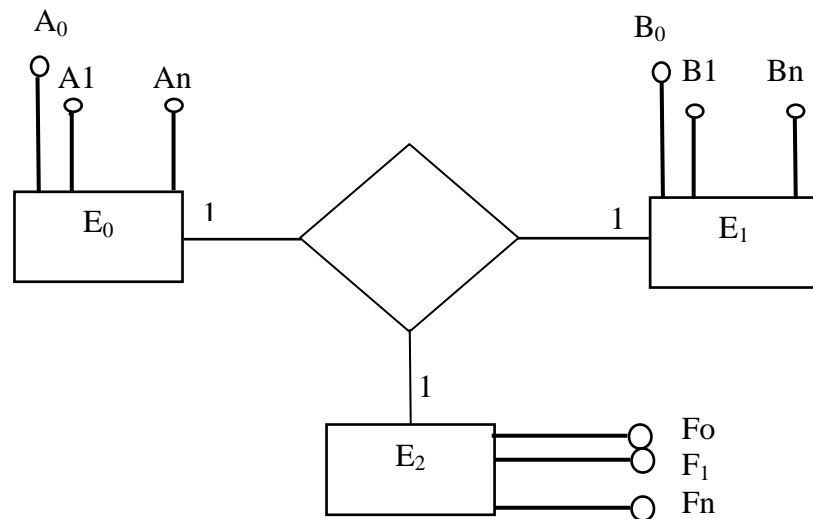 A₀
A1 An
B₀
B1 Bn
E₀
1
1
E₁
1
E₂
Fo
F₁
Fn